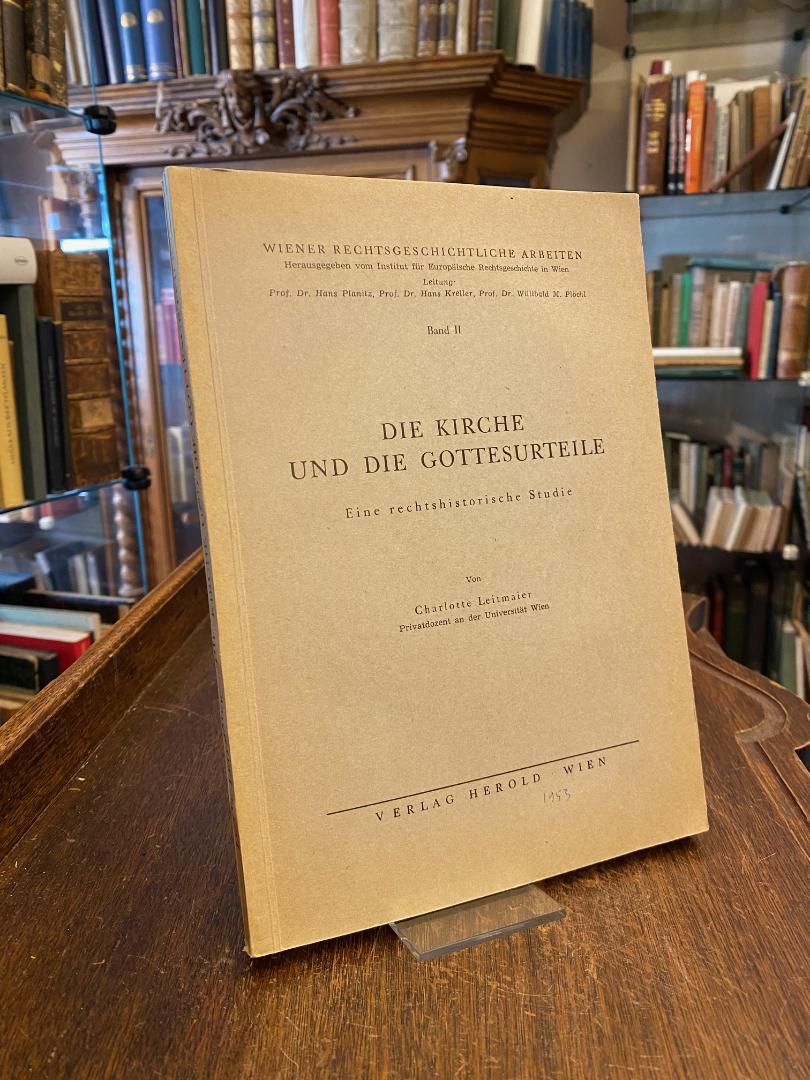 WIENER RECHTSGESCHICHTLICHE ARBEITEN
Herausgegeben vom Institut für Europäische Rechtsgeschichte in Wien
Leitung:
Prof. Dr. Hans Planitz, Prof. Dr. Hans Kreller, Prof. Dr. Willibald M. Plöchl
Band II
DIE KIRCHE
UND DIE GOTTESURTEILE
Eine rechtshistorische Studie
Von
Charlotte Leitmaier
Privatdozent an der Universität Wien
VERLAG HEROLD · WIEN
1953